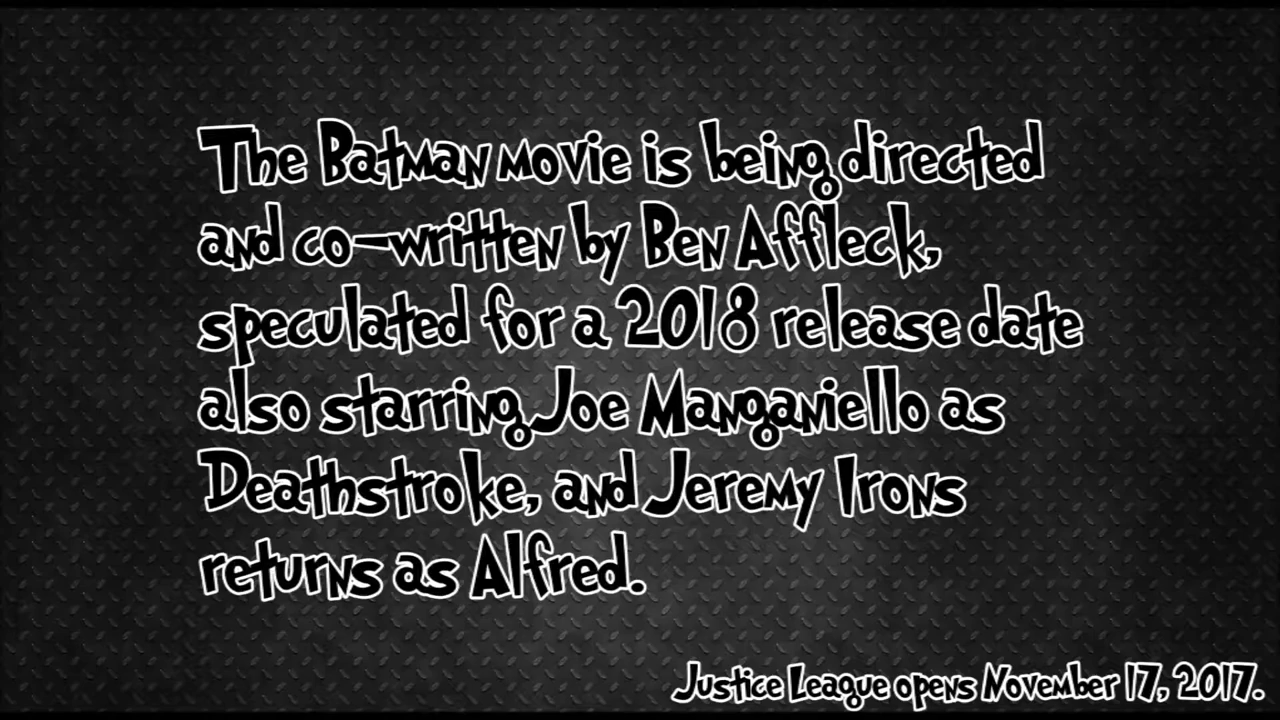 The Batman movie is being directed
and co-written by Ben Affleck,
speculated for a 2018 release date
also starring Joe Manganiello as
Deathstroke, and Jeremy Irons
returns as Alfred.
Justice League opens November 17, 2017.